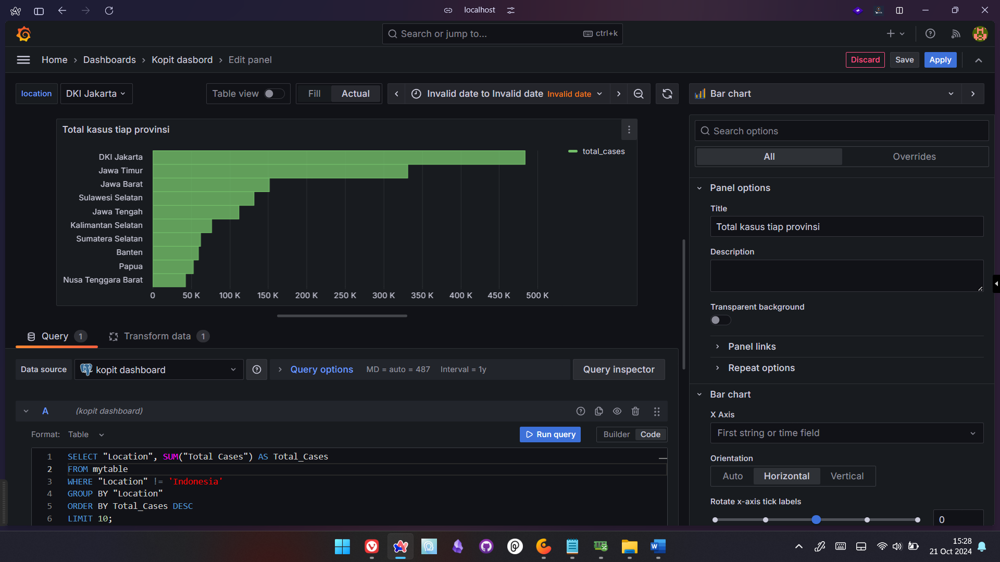 localhost
Search or jump to...
ctrl+k
Home › Dashboards › Kopit dasbord › Edit panel
Discard
Save
Apply
location
DKI Jakarta
Table view
Fill
Actual
Invalid date to Invalid date Invalid date
Bar chart
Total kasus tiap provinsi
total_cases
DKI Jakarta
Jawa Timur
Jawa Barat
Sulawesi Selatan
Jawa Tengah
Kalimantan Selatan
Sumatera Selatan
Banten
Papua
Nusa Tenggara Barat
0 50 K 100 K 150 K 200 K 250 K 300 K 350 K 400 K 450 K 500 K
Search options
All
Overrides
Panel options
Title
Total kasus tiap provinsi
Description
Transparent background
Panel links
Repeat options
Bar chart
X Axis
First string or time field
Orientation
Auto
Horizontal
Vertical
Rotate x-axis tick labels
0
Query 1
Transform data 1
Data source
kopit dashboard
Query options
MD = auto = 487
Interval = 1y
Query inspector
A
(kopit dashboard)
Format: Table
Run query
Builder
Code
1 SELECT "Location", SUM("Total Cases") AS Total_Cases
2 FROM mytable
3 WHERE "Location" != 'Indonesia'
4 GROUP BY "Location"
5 ORDER BY Total_Cases DESC
6 LIMIT 10;
15:28
21 Oct 2024